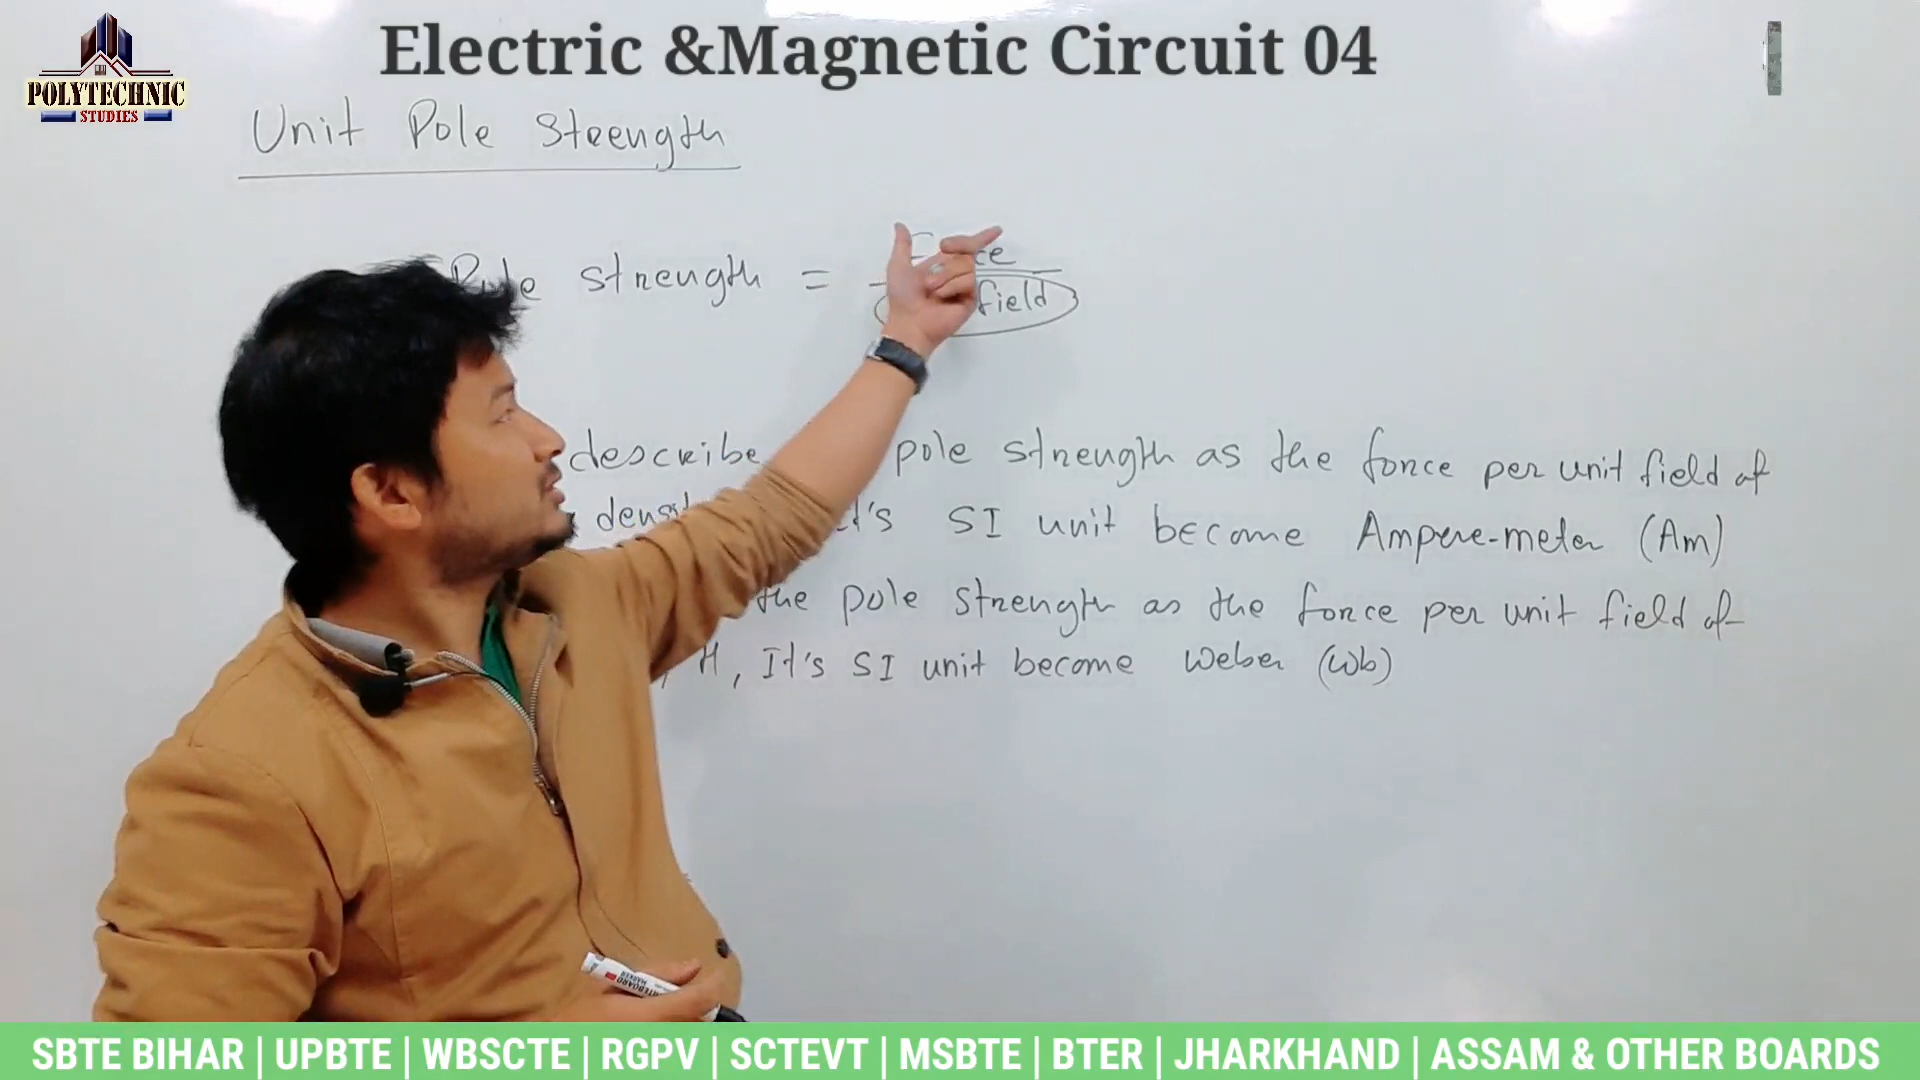 Electric &Magnetic Circuit 04
POLYTECHNIC
STUDIES
Unit Pole Strength
Pole strength =
field
describe pole strength as the force per unit field of
It's SI unit become Ampere-meter (Am)
the pole strength as the force per unit field of
H, It's SI unit become Weber (Wb)
SBTE BIHAR | UPBTE | WBSCTE | RGPV | SCTEVT | MSBTE | BTER | JHARKHAND | ASSAM & OTHER BOARDS